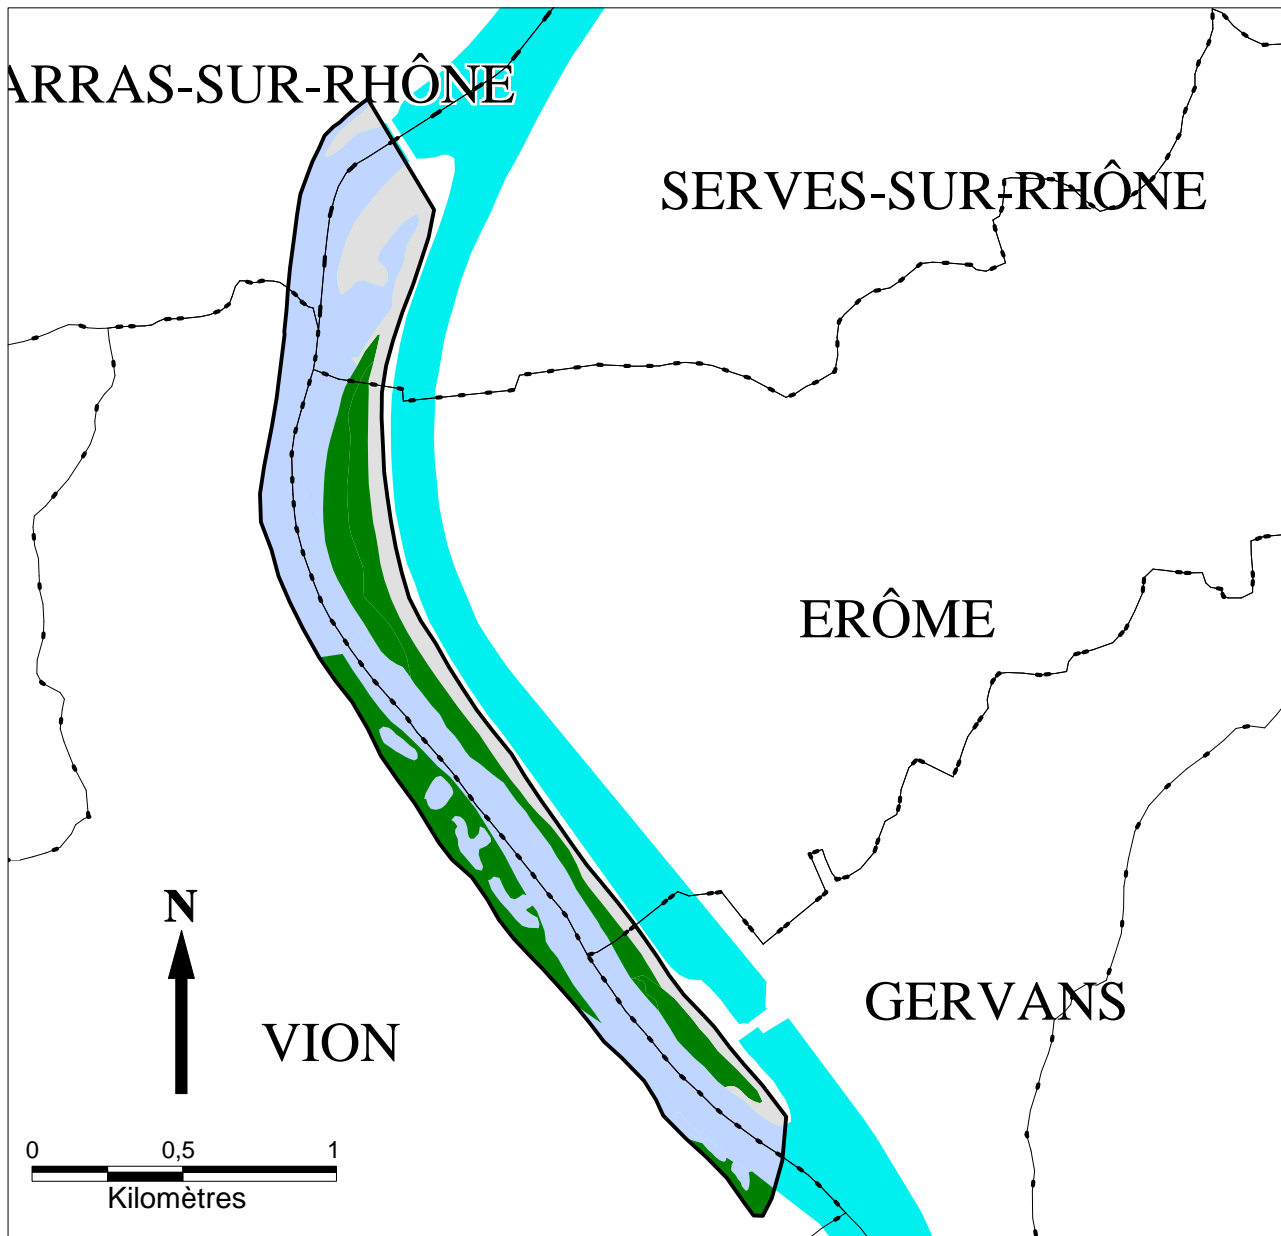 ARRAS-SUR-RHÔNE
SERVES-SUR-RHÔNE
ERÔME
N
GERVANS
VION
0 0,5 1
Kilomètres